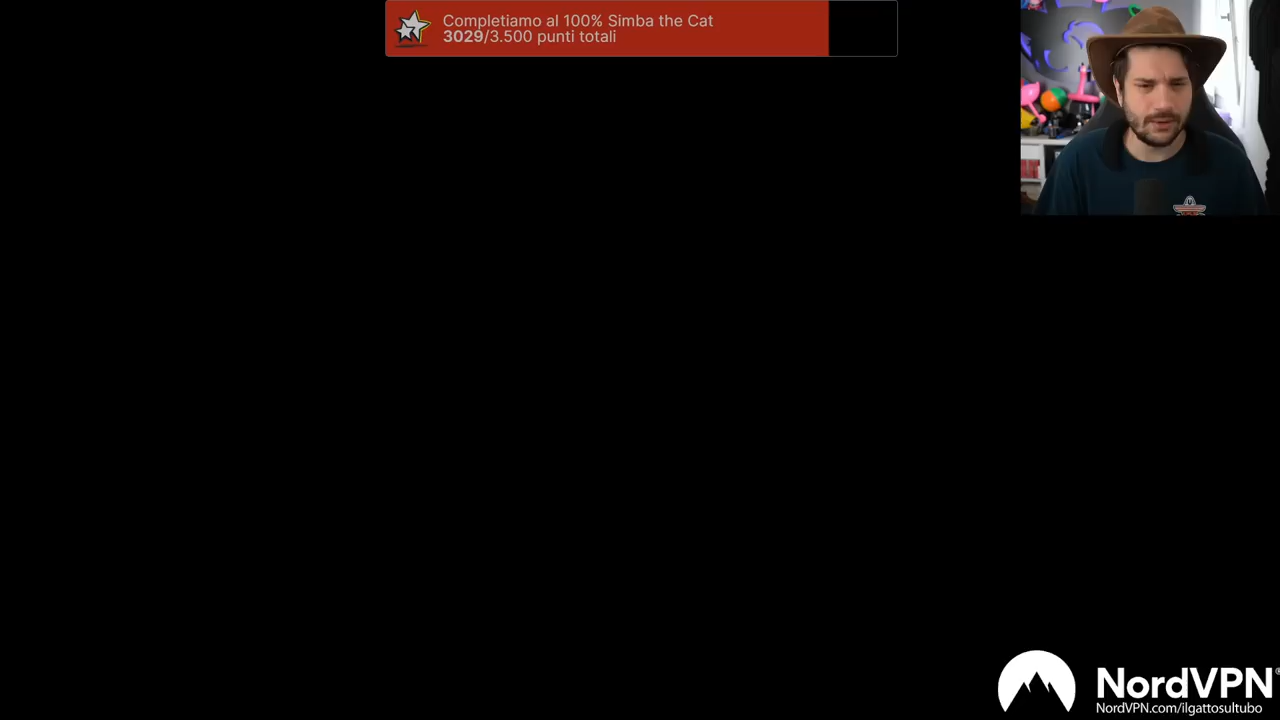 Completiamo al 100% Simba the Cat
3029/3.500 punti totali
NordVPN®
NordVPN.com/ilgattosultubo